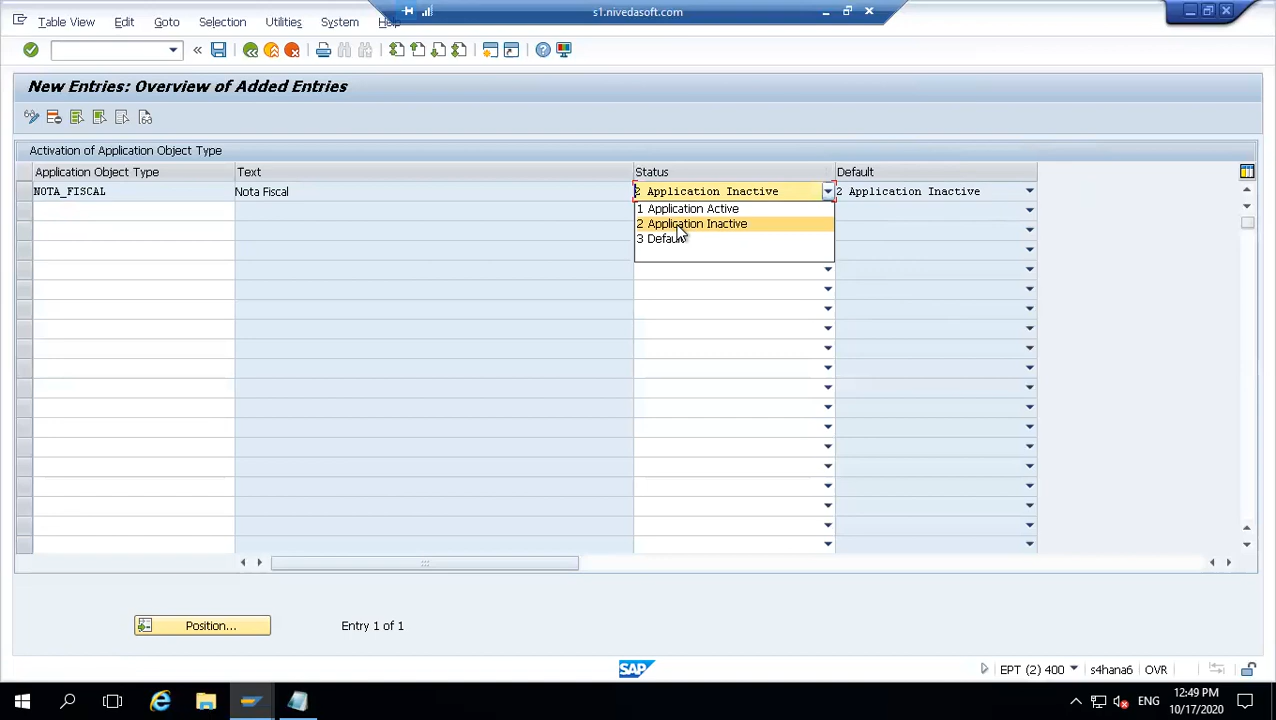 s1.nivedasoft.com
Table View Edit Goto Selection Utilities System Help
New Entries: Overview of Added Entries
Activation of Application Object Type
Application Object Type Text Status Default
NOTA_FISCAL Nota Fiscal 2 Application Inactive 2 Application Inactive
1 Application Active
2 Application Inactive
3 Default
Position... Entry 1 of 1
SAP EPT (2) 400 s4hana6 OVR
12:49 PM
ENG
10/17/2020